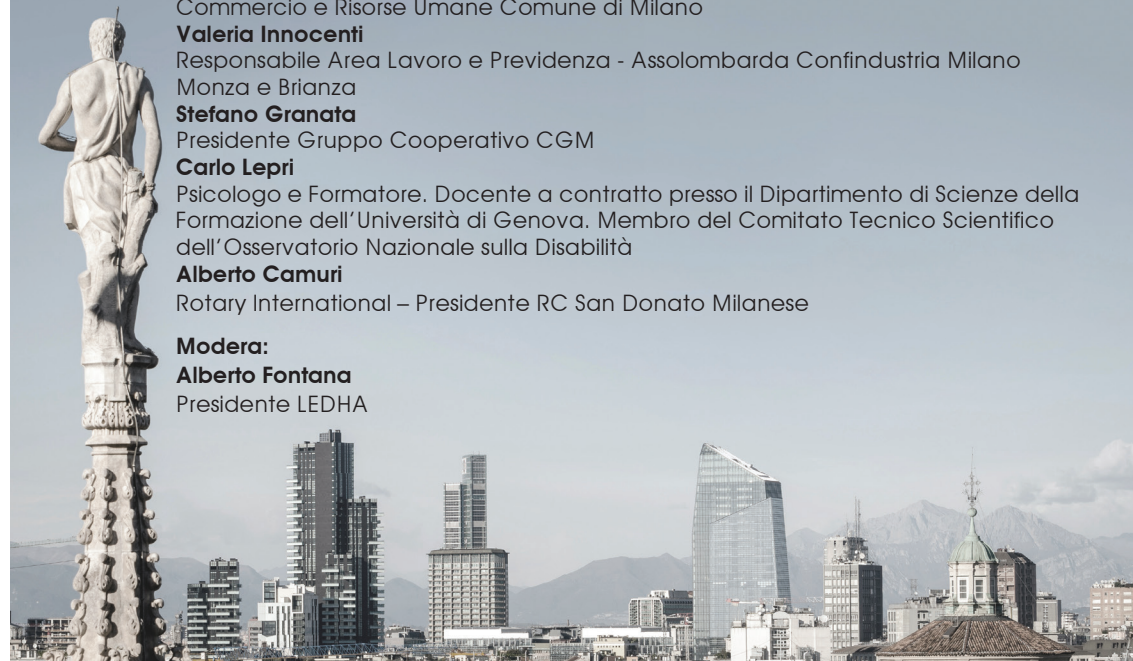 Commercio e Risorse Umane Comune di Milano
Valeria Innocenti
Responsabile Area Lavoro e Previdenza - Assolombarda Confindustria Milano
Monza e Brianza
Stefano Granata
Presidente Gruppo Cooperativo CGM
Carlo Lepri
Psicologo e Formatore. Docente a contratto presso il Dipartimento di Scienze della
Formazione dell'Università di Genova. Membro del Comitato Tecnico Scientifico
dell'Osservatorio Nazionale sulla Disabilità
Alberto Camuri
Rotary International – Presidente RC San Donato Milanese
Modera:
Alberto Fontana
Presidente LEDHA